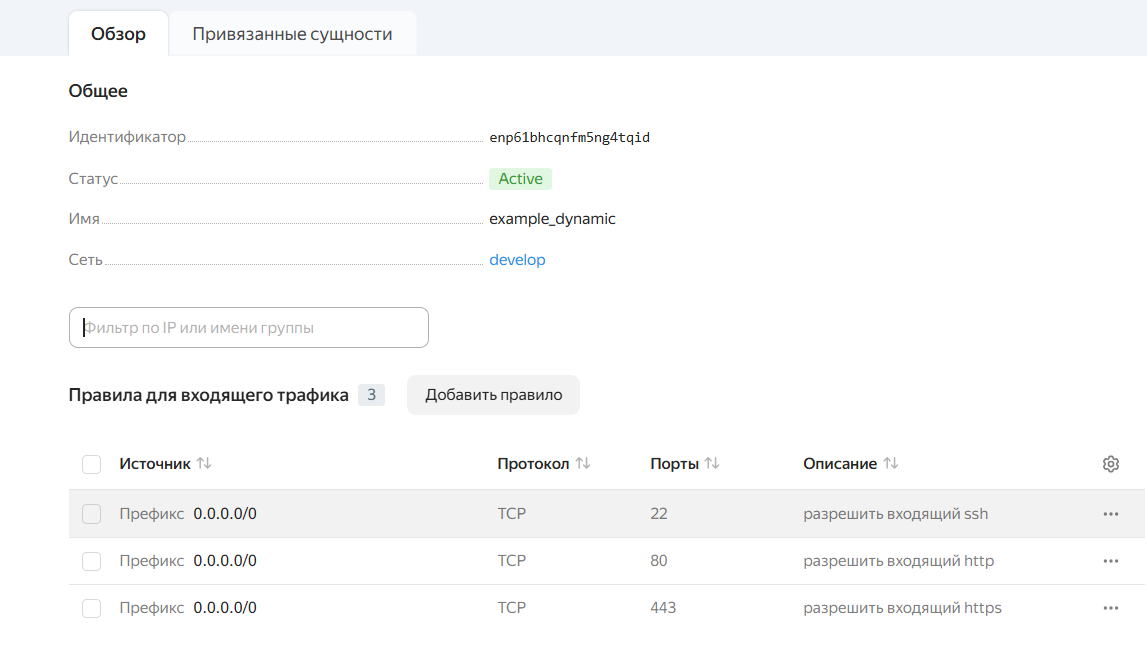 Обзор Привязанные сущности
Общее
Идентификатор enp61bhcqnfm5ng4tqid
Статус Active
Имя example_dynamic
Сеть develop
Фильтр по IP или имени группы
Правила для входящего трафика 3 Добавить правило
Источник Протокол Порты Описание
Префикс 0.0.0.0/0 TCP 22 разрешить входящий ssh
Префикс 0.0.0.0/0 TCP 80 разрешить входящий http
Префикс 0.0.0.0/0 TCP 443 разрешить входящий https